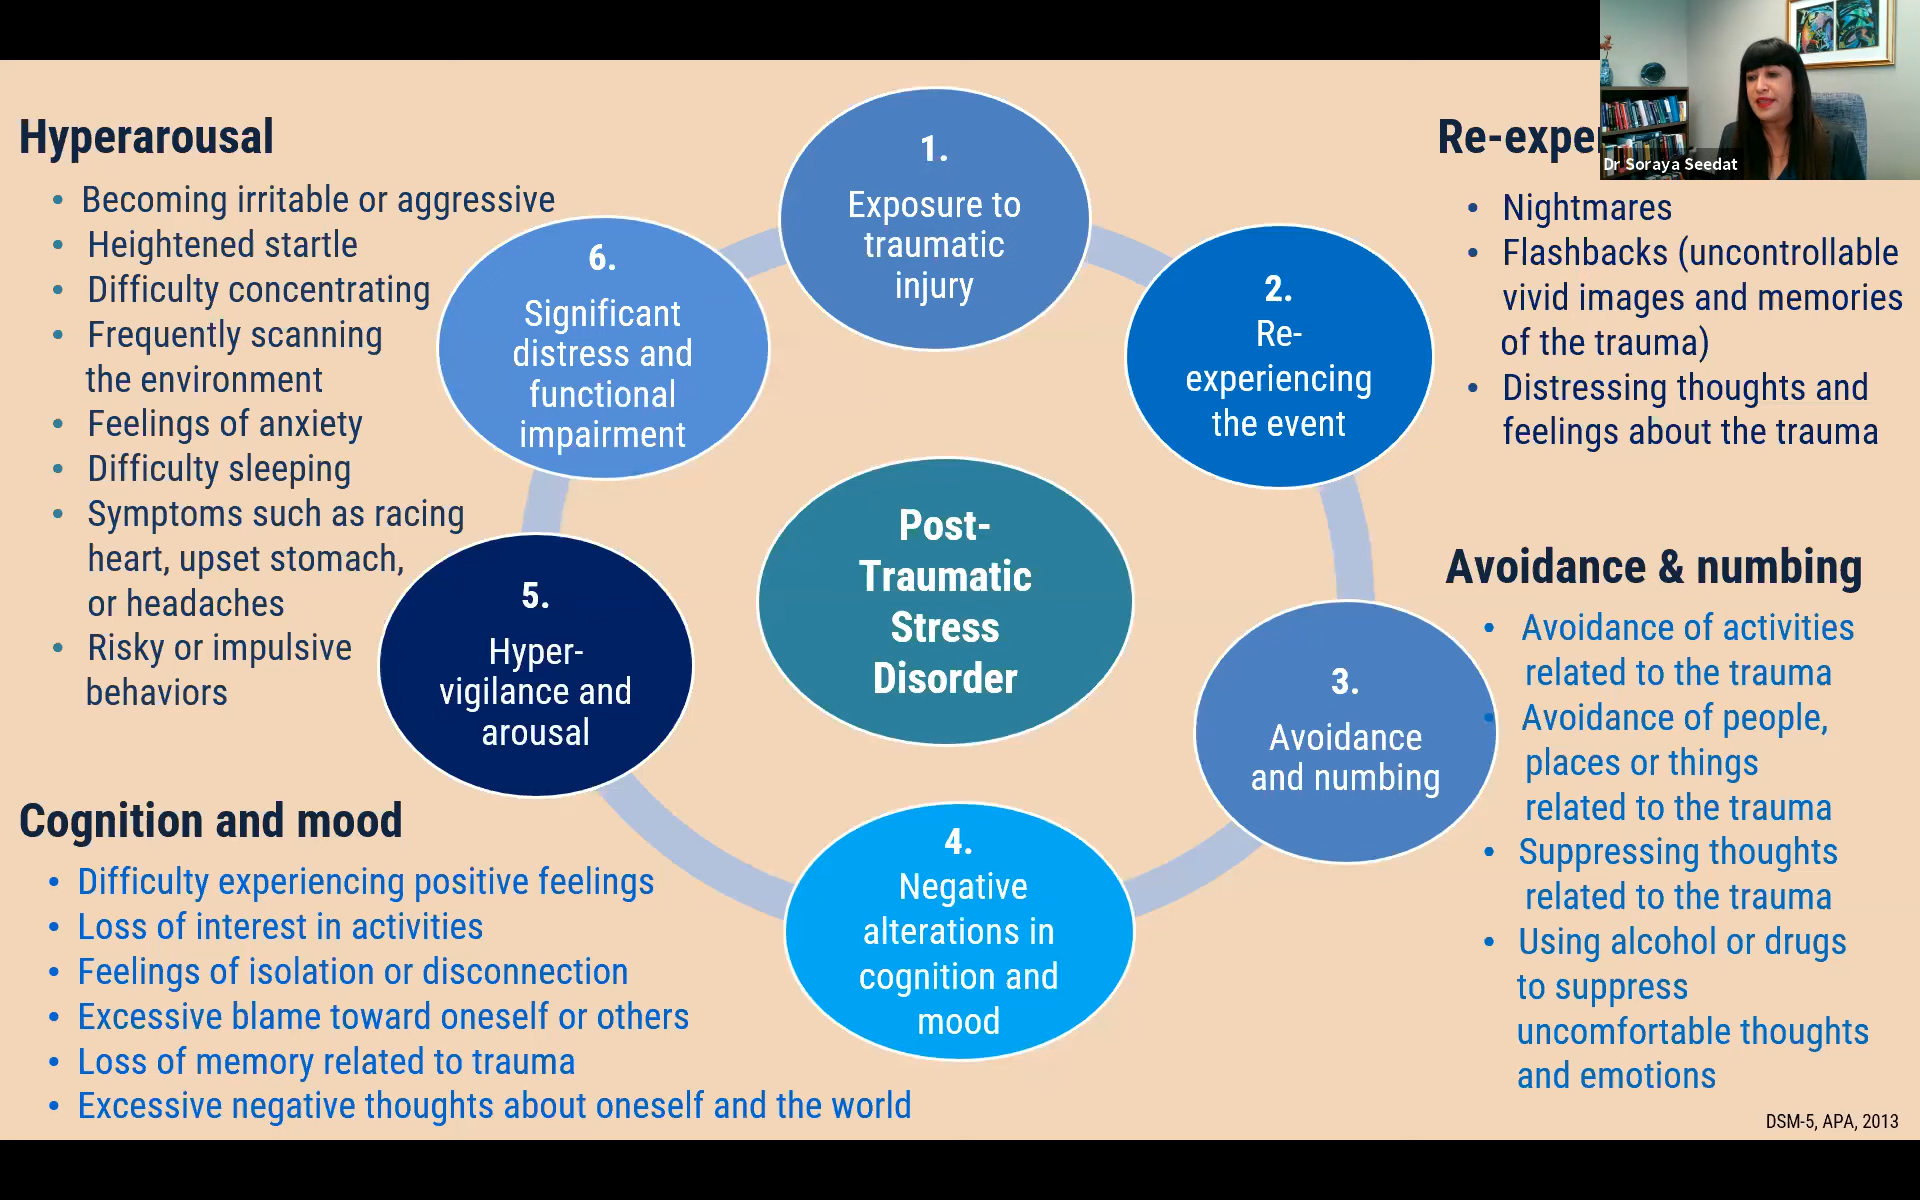 Hyperarousal
• Becoming irritable or aggressive
• Heightened startle
• Difficulty concentrating
• Frequently scanning
the environment
• Feelings of anxiety
• Difficulty sleeping
• Symptoms such as racing
heart, upset stomach,
or headaches
• Risky or impulsive
behaviors
Cognition and mood
• Difficulty experiencing positive feelings
• Loss of interest in activities
• Feelings of isolation or disconnection
• Excessive blame toward oneself or others
• Loss of memory related to trauma
• Excessive negative thoughts about oneself and the world
1.
Exposure to
traumatic
injury
2.
Re-
experiencing
the event
3.
Avoidance
and numbing
4.
Negative
alterations in
cognition and
mood
5.
Hyper-
vigilance and
arousal
6.
Significant
distress and
functional
impairment
Post-
Traumatic
Stress
Disorder
Re-expe
Dr Soraya Seedat
• Nightmares
• Flashbacks (uncontrollable
vivid images and memories
of the trauma)
• Distressing thoughts and
feelings about the trauma
Avoidance & numbing
• Avoidance of activities
related to the trauma
• Avoidance of people,
places or things
related to the trauma
• Suppressing thoughts
related to the trauma
• Using alcohol or drugs
to suppress
uncomfortable thoughts
and emotions
DSM-5, APA, 2013